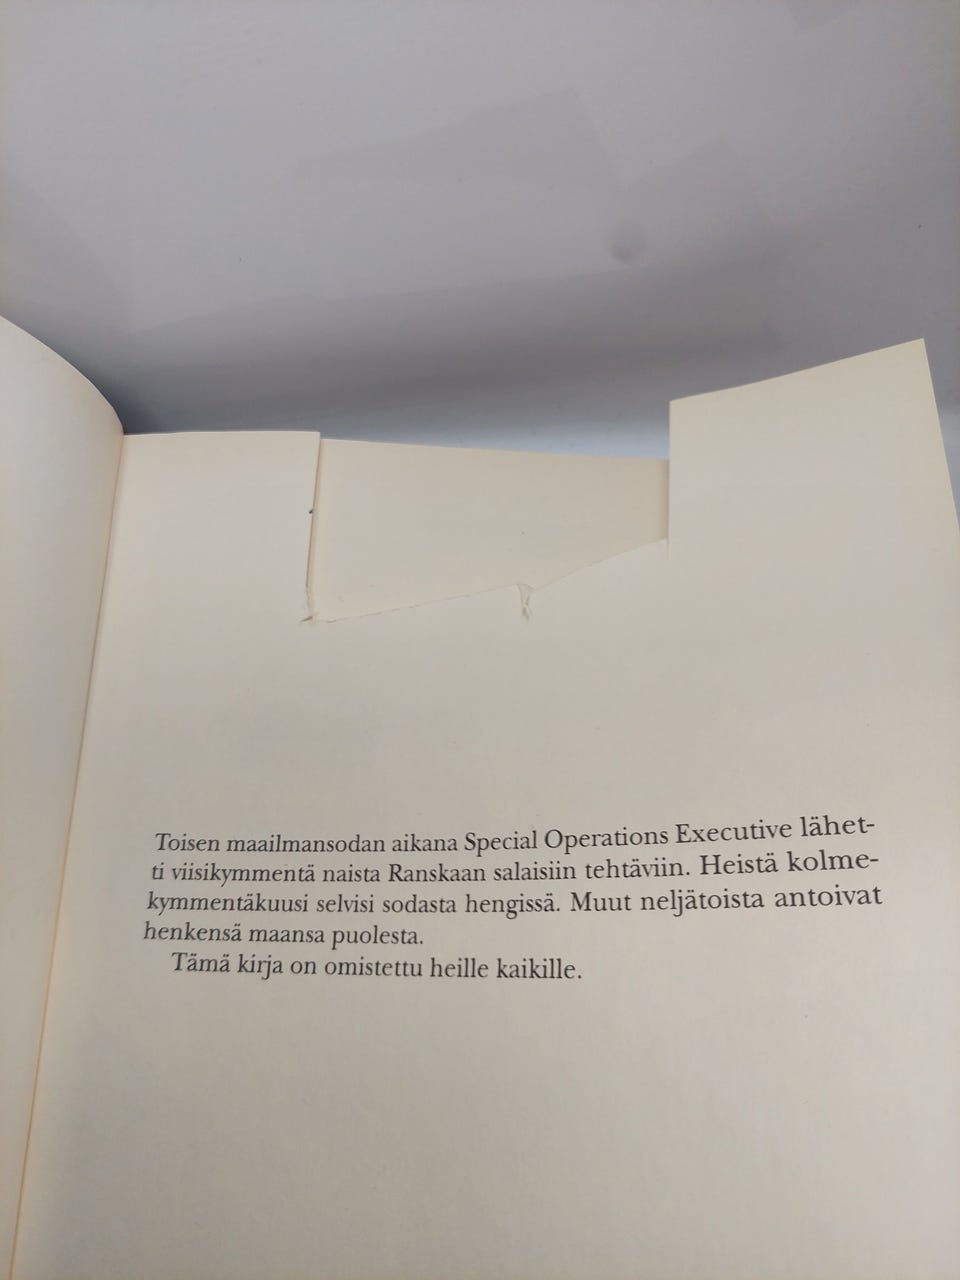 Toisen maailmansodan aikana Special Operations Executive lähet-
ti viisikymmentä naista Ranskaan salaisiin tehtäviin. Heistä kolme-
kymmentäkuusi selvisi sodasta hengissä. Muut neljätoista antoivat
henkensä maansa puolesta.
Tämä kirja on omistettu heille kaikille.